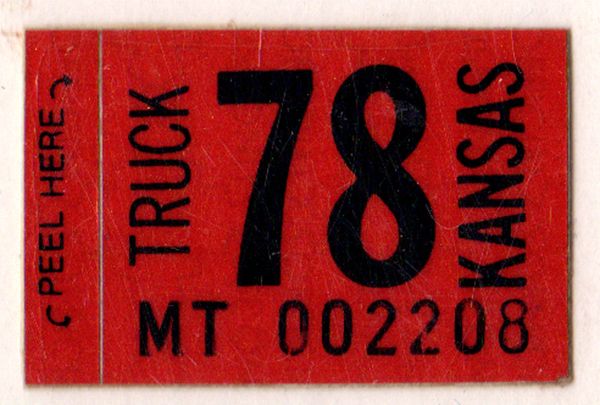 PEEL HERE
TRUCK
78
KANSAS
MT 002208